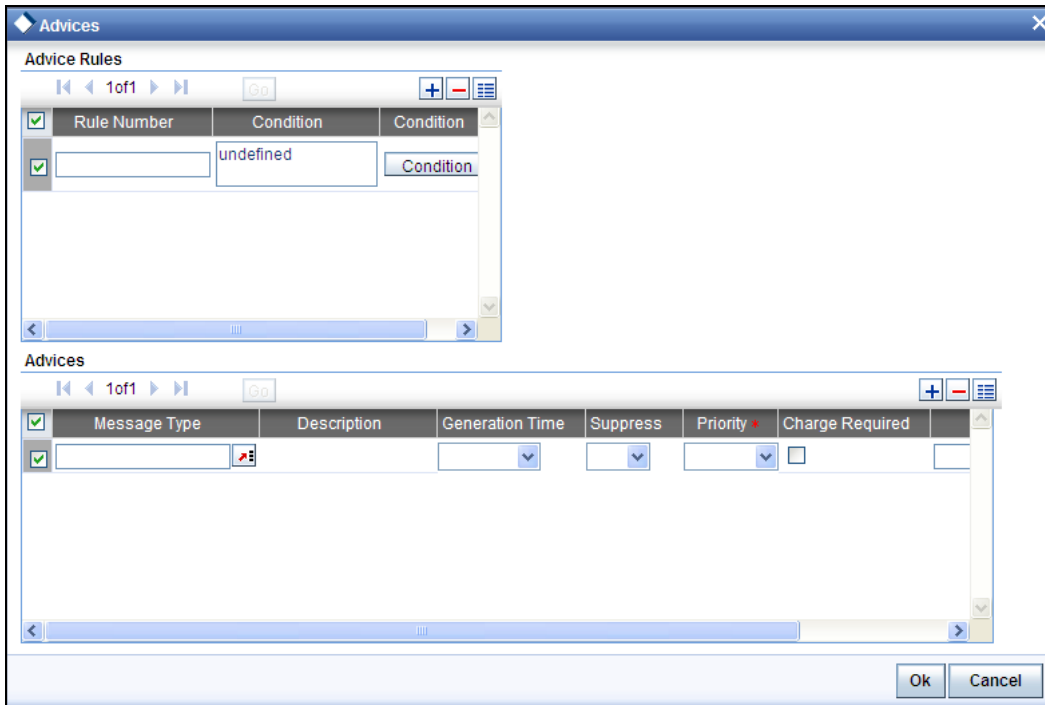 Advices
Advice Rules
1of1 Go
Rule Number Condition Condition
undefined Condition
Advices
1of1 Go
Message Type Description Generation Time Suppress Priority * Charge Required
Ok Cancel